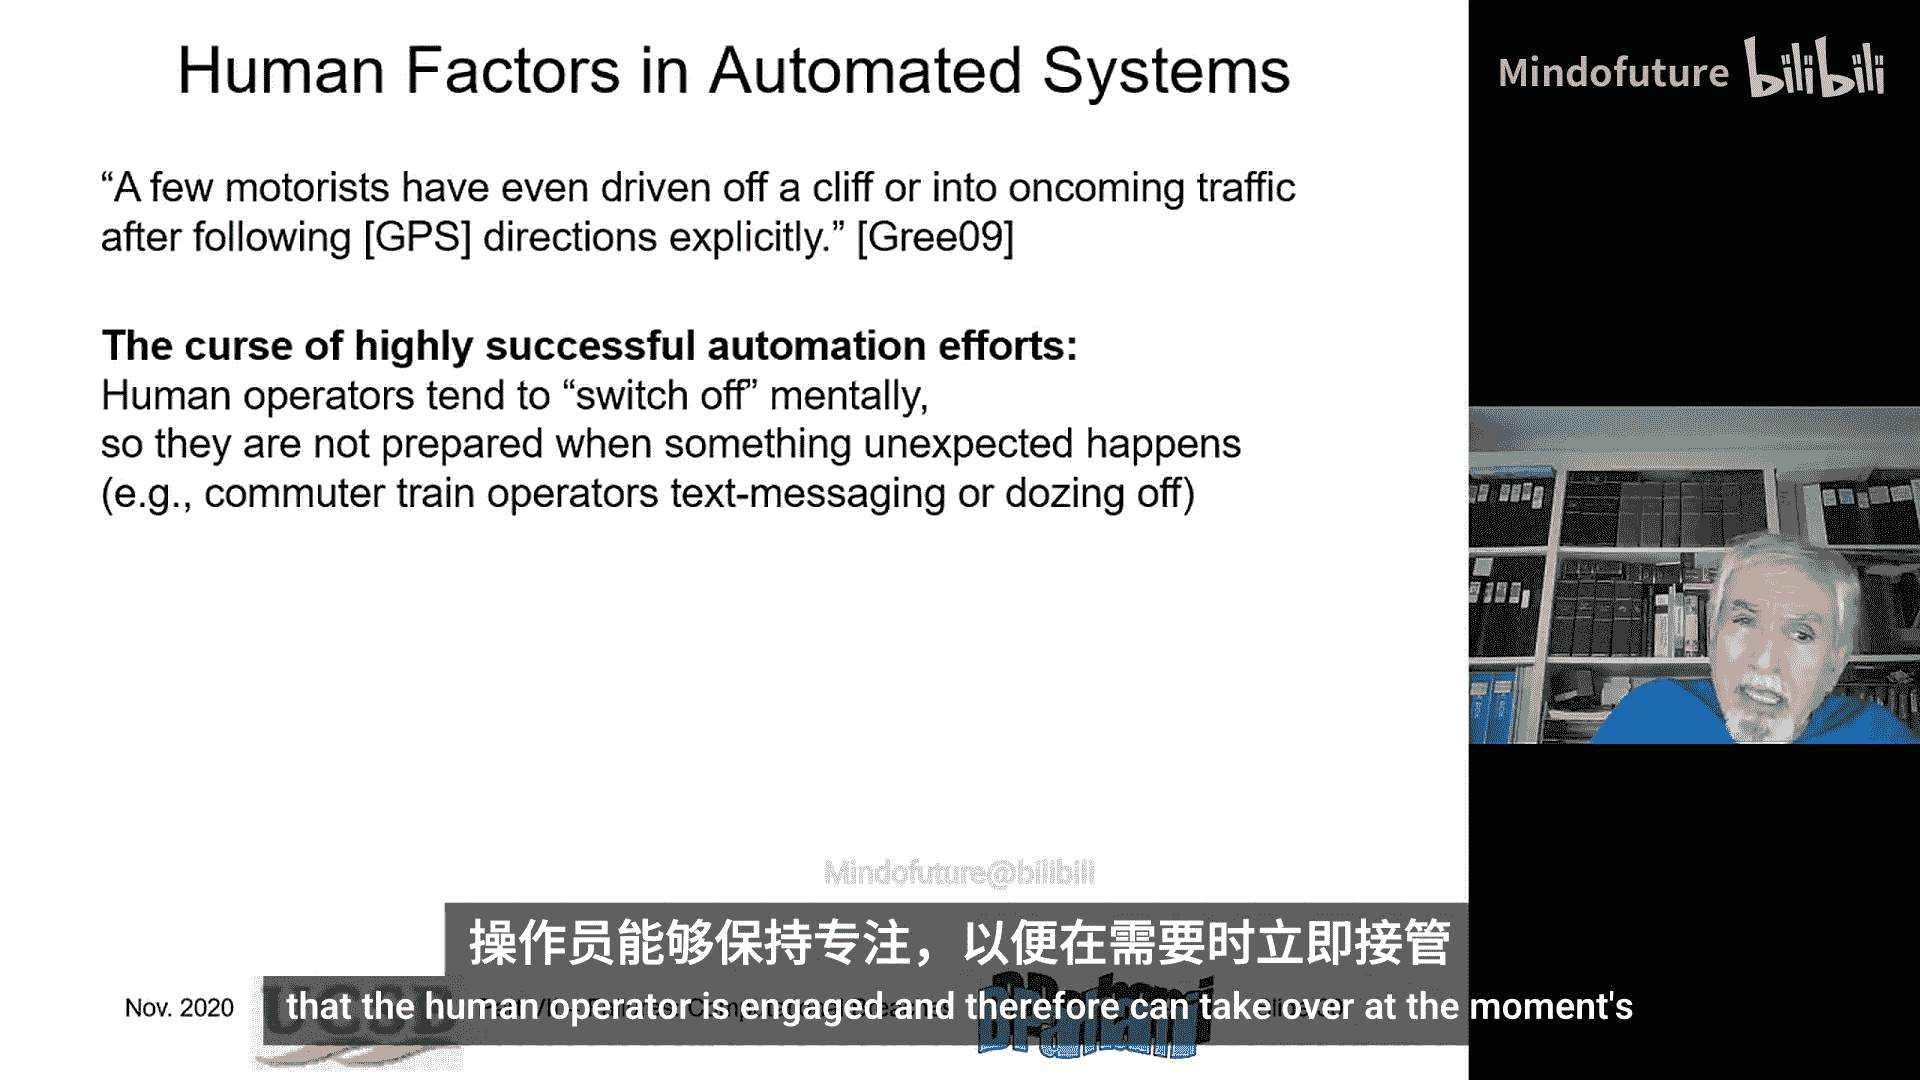 Human Factors in Automated Systems
Mindofuture bilibili
“A few motorists have even driven off a cliff or into oncoming traffic
after following [GPS] directions explicitly.” [Gree09]
The curse of highly successful automation efforts:
Human operators tend to “switch off” mentally,
so they are not prepared when something unexpected happens
(e.g., commuter train operators text-messaging or dozing off)
Mindofuture@bilibili
操作员能够保持专注，以便在需要时立即接管
that the human operator is engaged and therefore can take over at the moment's
Nov. 2020